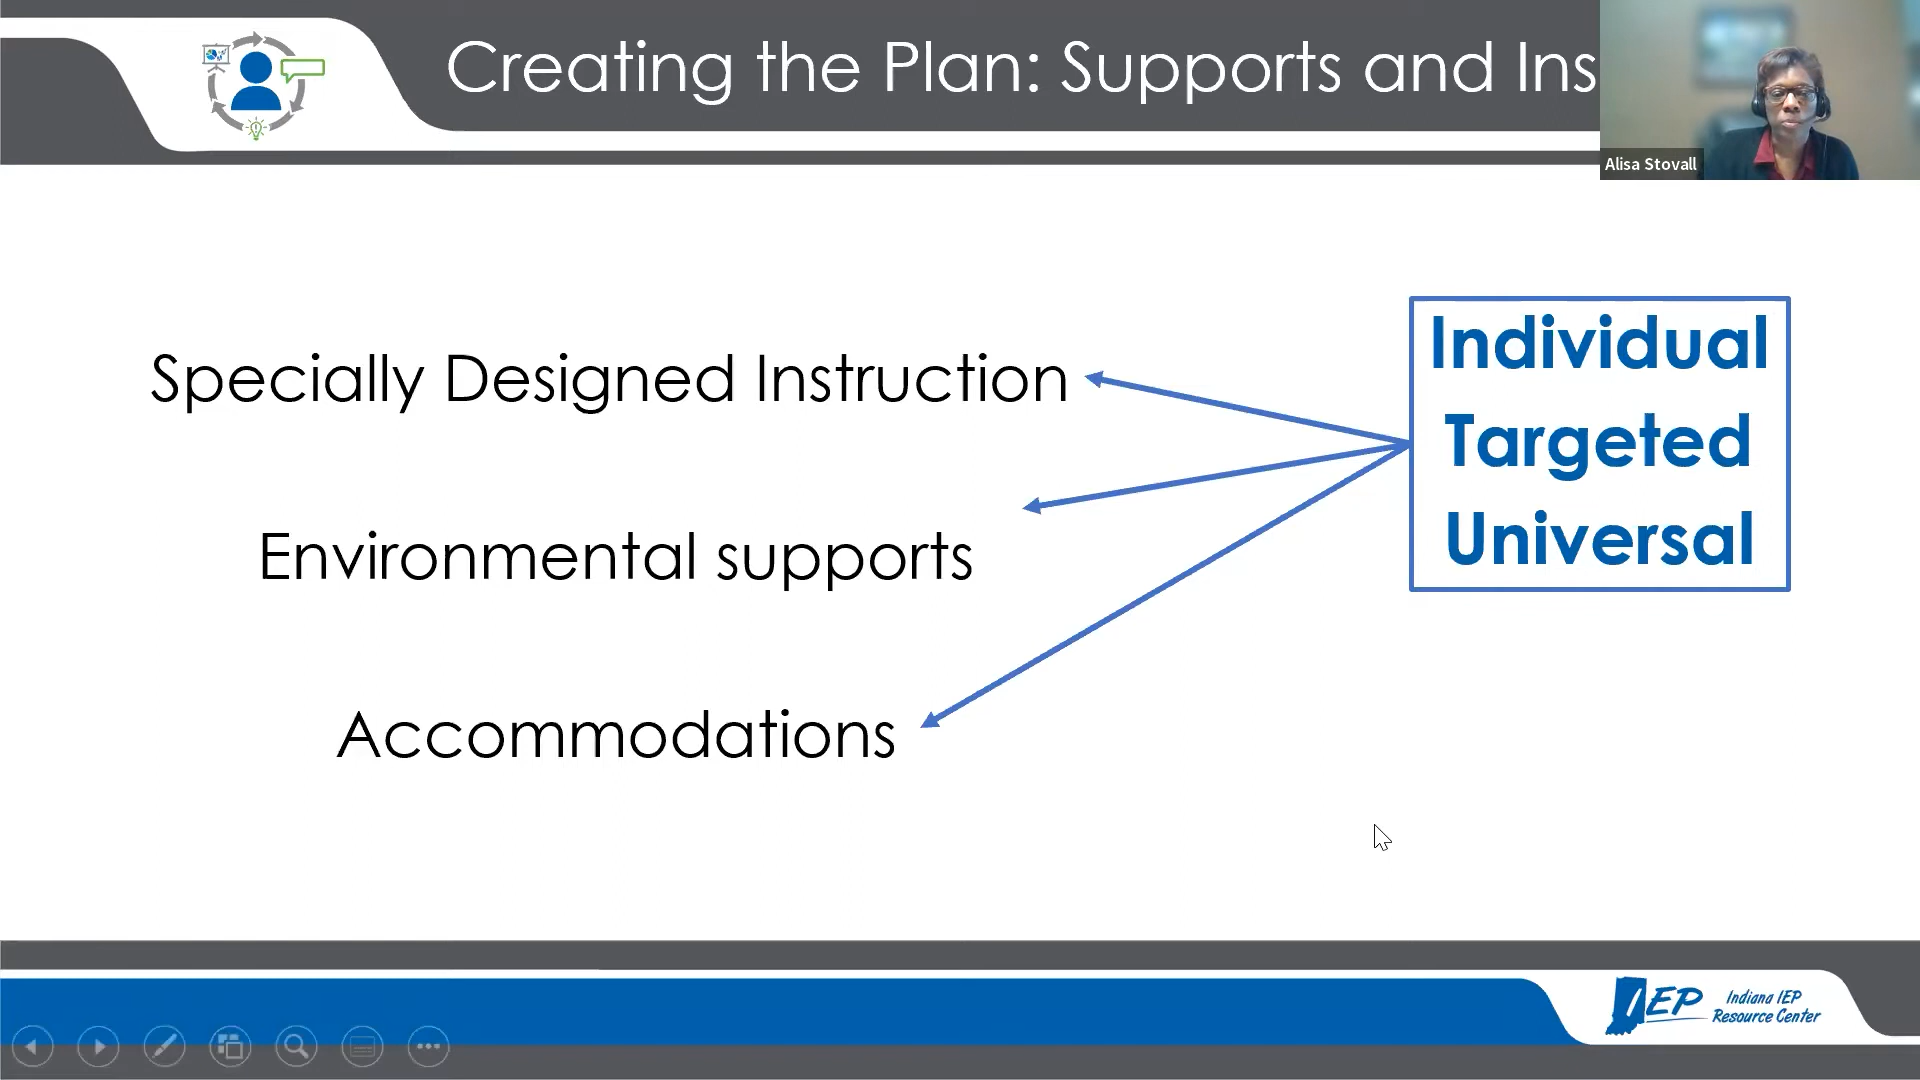 Creating the Plan: Supports and Ins
Alisa Stovall
Specially Designed Instruction
Environmental supports
Accommodations
Individual
Targeted
Universal
IEP
Indiana IEP
Resource Center